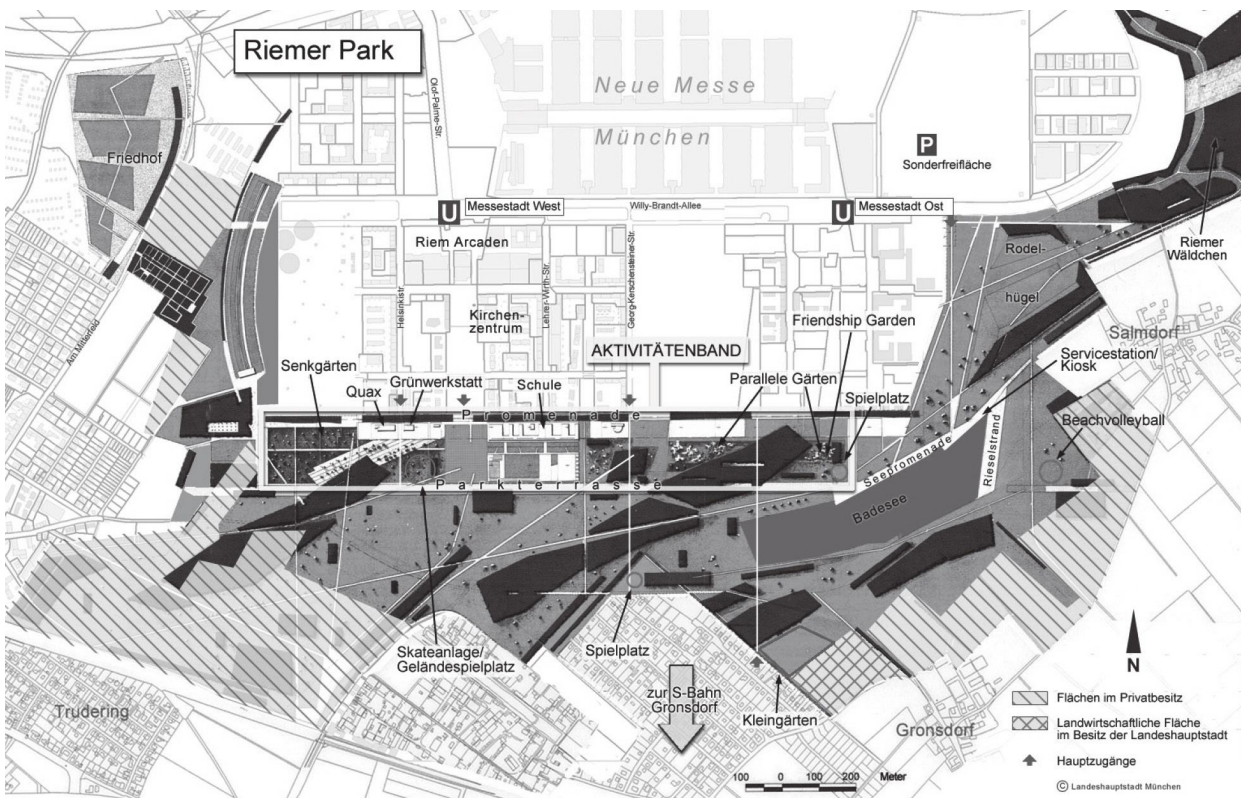 Riemer Park
Neue Messe
München
Olof-Palme-Str.
Friedhof
P
Sonderfreifläche
U Messestadt West
Willy-Brandt-Allee
U Messestadt Ost
Riemer
Wäldchen
Riem Arcaden
Rodel-
hügel
Am Mitterfeld
Helsinkistr.
Kirchen-
zentrum
Lehrer-Wirth-Str.
Georg-Kerschensteiner-Str.
Friendship Garden
Salmdorf
AKTIVITÄTENBAND
Servicestation/
Kiosk
Senkgärten
Quax
Grünwerkstatt
Schule
Parallele Gärten
Spielplatz
Beachvolleyball
Promenade
Parkterrasse
Seepromenade
Rieselstrand
Badesee
Skateanlage/
Geländespielplatz
Spielplatz
zur S-Bahn
Gronsdorf
Kleingärten
Trudering
Gronsdorf
N
Flächen im Privatbesitz
Landwirtschaftliche Fläche
im Besitz der Landeshauptstadt
Hauptzugänge
100 0 100 200 Meter
© Landeshauptstadt München